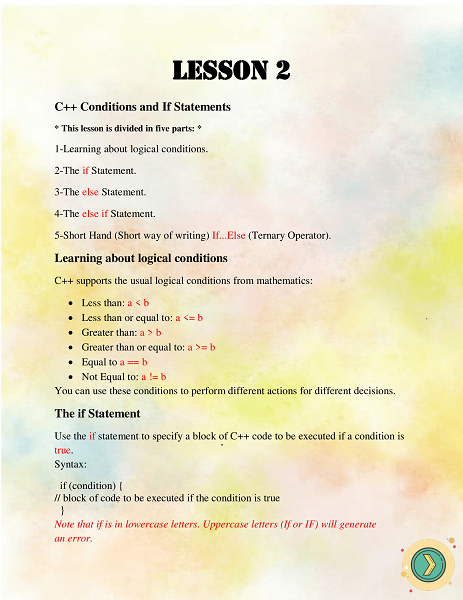 LESSON 2
C++ Conditions and If Statements
* This lesson is divided in five parts: *
1-Learning about logical conditions.
2-The if Statement.
3-The else Statement.
4-The else if Statement.
5-Short Hand (Short way of writing) If...Else (Ternary Operator).
Learning about logical conditions
C++ supports the usual logical conditions from mathematics:
• Less than: a < b
• Less than or equal to: a <= b
• Greater than: a > b
• Greater than or equal to: a >= b
• Equal to a == b
• Not Equal to: a != b
You can use these conditions to perform different actions for different decisions.
The if Statement
Use the if statement to specify a block of C++ code to be executed if a condition is
true.
Syntax:
if (condition) {
// block of code to be executed if the condition is true
}
Note that if is in lowercase letters. Uppercase letters (If or IF) will generate
an error.